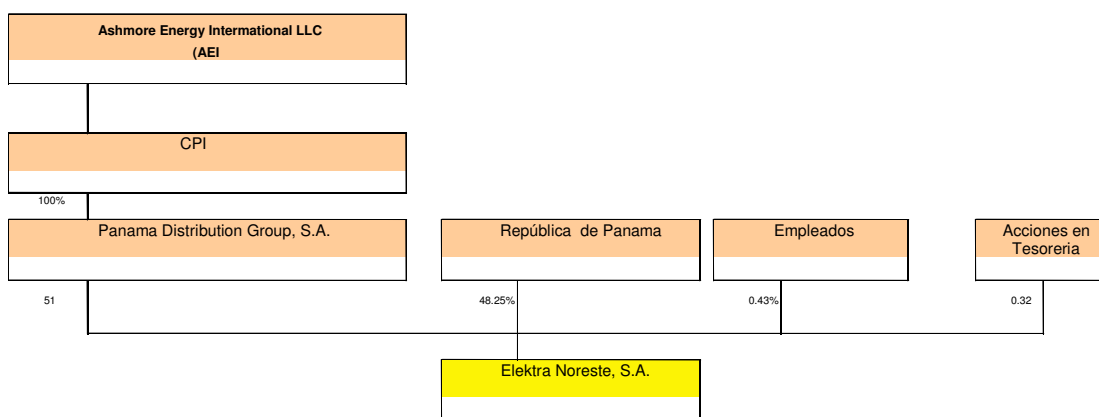 Ashmore Energy International LLC
(AEI
CPI
100%
Panama Distribution Group, S.A.
República de Panama
Empleados
Acciones en
Tesoreria
51
48.25%
0.43%
0.32
Elektra Noreste, S.A.